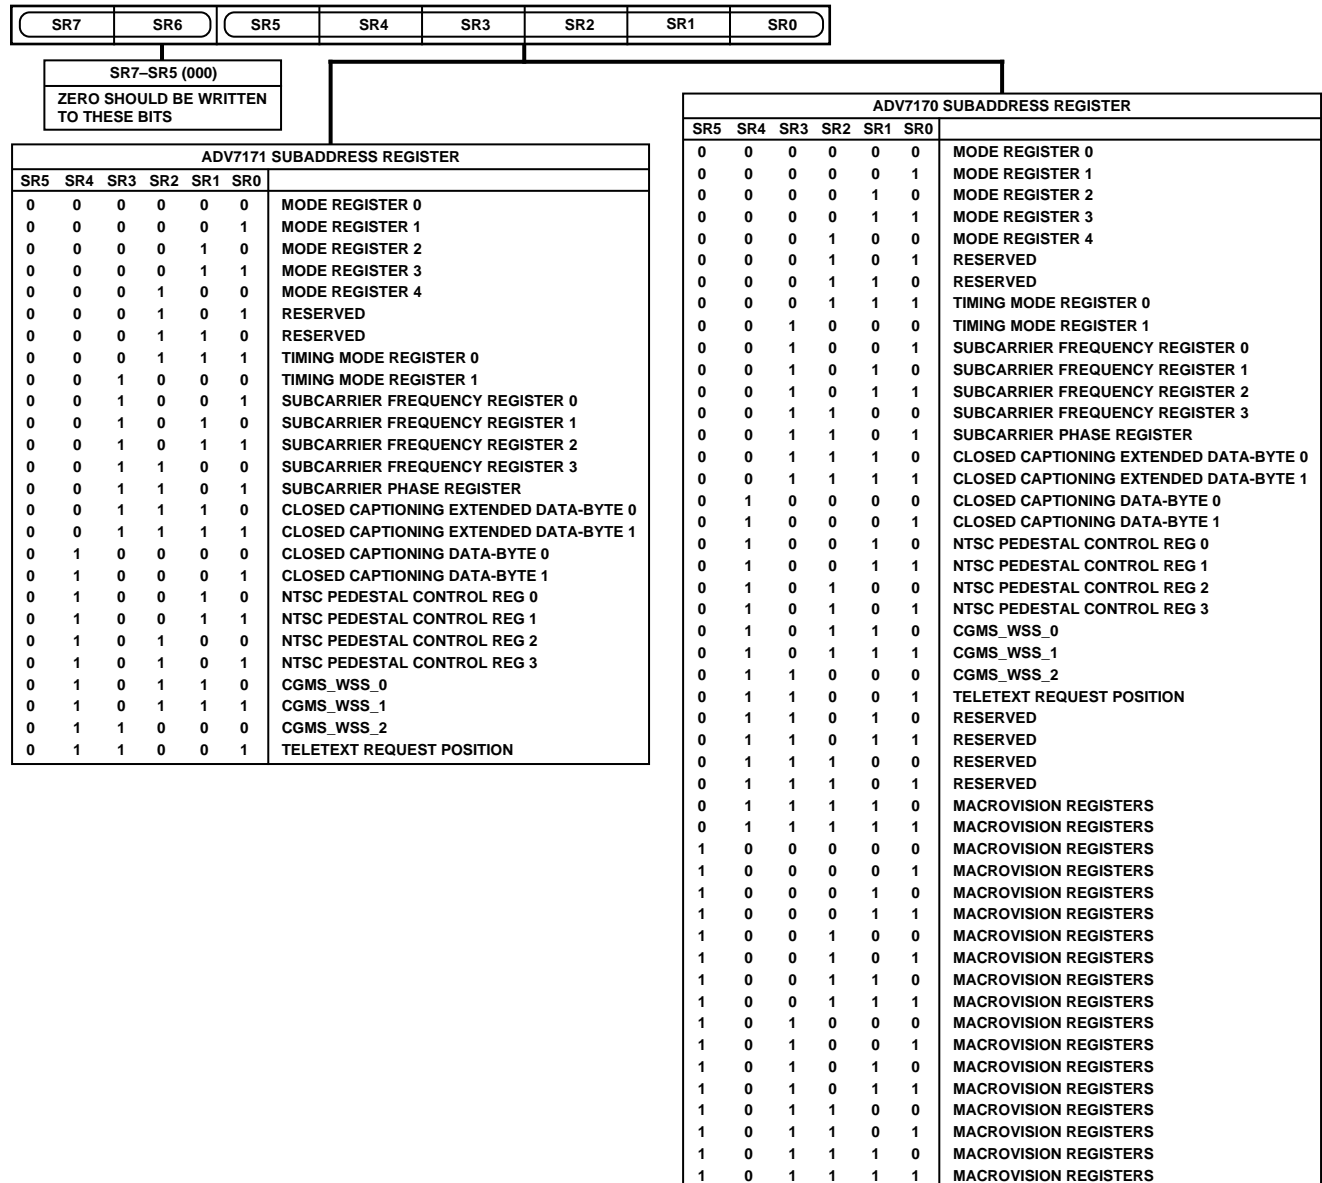 SR7 SR6 SR5 SR4 SR3 SR2 SR1 SR0
SR7–SR5 (000)
ZERO SHOULD BE WRITTEN
TO THESE BITS
ADV7171 SUBADDRESS REGISTER
SR5 SR4 SR3 SR2 SR1 SR0
0 0 0 0 0 0 MODE REGISTER 0
0 0 0 0 0 1 MODE REGISTER 1
0 0 0 0 1 0 MODE REGISTER 2
0 0 0 0 1 1 MODE REGISTER 3
0 0 0 1 0 0 MODE REGISTER 4
0 0 0 1 0 1 RESERVED
0 0 0 1 1 0 RESERVED
0 0 0 1 1 1 TIMING MODE REGISTER 0
0 0 1 0 0 0 TIMING MODE REGISTER 1
0 0 1 0 0 1 SUBCARRIER FREQUENCY REGISTER 0
0 0 1 0 1 0 SUBCARRIER FREQUENCY REGISTER 1
0 0 1 0 1 1 SUBCARRIER FREQUENCY REGISTER 2
0 0 1 1 0 0 SUBCARRIER FREQUENCY REGISTER 3
0 0 1 1 0 1 SUBCARRIER PHASE REGISTER
0 0 1 1 1 0 CLOSED CAPTIONING EXTENDED DATA-BYTE 0
0 0 1 1 1 1 CLOSED CAPTIONING EXTENDED DATA-BYTE 1
0 1 0 0 0 0 CLOSED CAPTIONING DATA-BYTE 0
0 1 0 0 0 1 CLOSED CAPTIONING DATA-BYTE 1
0 1 0 0 1 0 NTSC PEDESTAL CONTROL REG 0
0 1 0 0 1 1 NTSC PEDESTAL CONTROL REG 1
0 1 0 1 0 0 NTSC PEDESTAL CONTROL REG 2
0 1 0 1 0 1 NTSC PEDESTAL CONTROL REG 3
0 1 0 1 1 0 CGMS_WSS_0
0 1 0 1 1 1 CGMS_WSS_1
0 1 1 0 0 0 CGMS_WSS_2
0 1 1 0 0 1 TELETEXT REQUEST POSITION
ADV7170 SUBADDRESS REGISTER
SR5 SR4 SR3 SR2 SR1 SR0
0 0 0 0 0 0 MODE REGISTER 0
0 0 0 0 0 1 MODE REGISTER 1
0 0 0 0 1 0 MODE REGISTER 2
0 0 0 0 1 1 MODE REGISTER 3
0 0 0 1 0 0 MODE REGISTER 4
0 0 0 1 0 1 RESERVED
0 0 0 1 1 0 RESERVED
0 0 0 1 1 1 TIMING MODE REGISTER 0
0 0 1 0 0 0 TIMING MODE REGISTER 1
0 0 1 0 0 1 SUBCARRIER FREQUENCY REGISTER 0
0 0 1 0 1 0 SUBCARRIER FREQUENCY REGISTER 1
0 0 1 0 1 1 SUBCARRIER FREQUENCY REGISTER 2
0 0 1 1 0 0 SUBCARRIER FREQUENCY REGISTER 3
0 0 1 1 0 1 SUBCARRIER PHASE REGISTER
0 0 1 1 1 0 CLOSED CAPTIONING EXTENDED DATA-BYTE 0
0 0 1 1 1 1 CLOSED CAPTIONING EXTENDED DATA-BYTE 1
0 1 0 0 0 0 CLOSED CAPTIONING DATA-BYTE 0
0 1 0 0 0 1 CLOSED CAPTIONING DATA-BYTE 1
0 1 0 0 1 0 NTSC PEDESTAL CONTROL REG 0
0 1 0 0 1 1 NTSC PEDESTAL CONTROL REG 1
0 1 0 1 0 0 NTSC PEDESTAL CONTROL REG 2
0 1 0 1 0 1 NTSC PEDESTAL CONTROL REG 3
0 1 0 1 1 0 CGMS_WSS_0
0 1 0 1 1 1 CGMS_WSS_1
0 1 1 0 0 0 CGMS_WSS_2
0 1 1 0 0 1 TELETEXT REQUEST POSITION
0 1 1 0 1 0 RESERVED
0 1 1 0 1 1 RESERVED
0 1 1 1 0 0 RESERVED
0 1 1 1 0 1 RESERVED
0 1 1 1 1 0 MACROVISION REGISTERS
0 1 1 1 1 1 MACROVISION REGISTERS
1 0 0 0 0 0 MACROVISION REGISTERS
1 0 0 0 0 1 MACROVISION REGISTERS
1 0 0 0 1 0 MACROVISION REGISTERS
1 0 0 0 1 1 MACROVISION REGISTERS
1 0 0 1 0 0 MACROVISION REGISTERS
1 0 0 1 0 1 MACROVISION REGISTERS
1 0 0 1 1 0 MACROVISION REGISTERS
1 0 0 1 1 1 MACROVISION REGISTERS
1 0 1 0 0 0 MACROVISION REGISTERS
1 0 1 0 0 1 MACROVISION REGISTERS
1 0 1 0 1 0 MACROVISION REGISTERS
1 0 1 0 1 1 MACROVISION REGISTERS
1 0 1 1 0 0 MACROVISION REGISTERS
1 0 1 1 0 1 MACROVISION REGISTERS
1 0 1 1 1 0 MACROVISION REGISTERS
1 0 1 1 1 1 MACROVISION REGISTERS